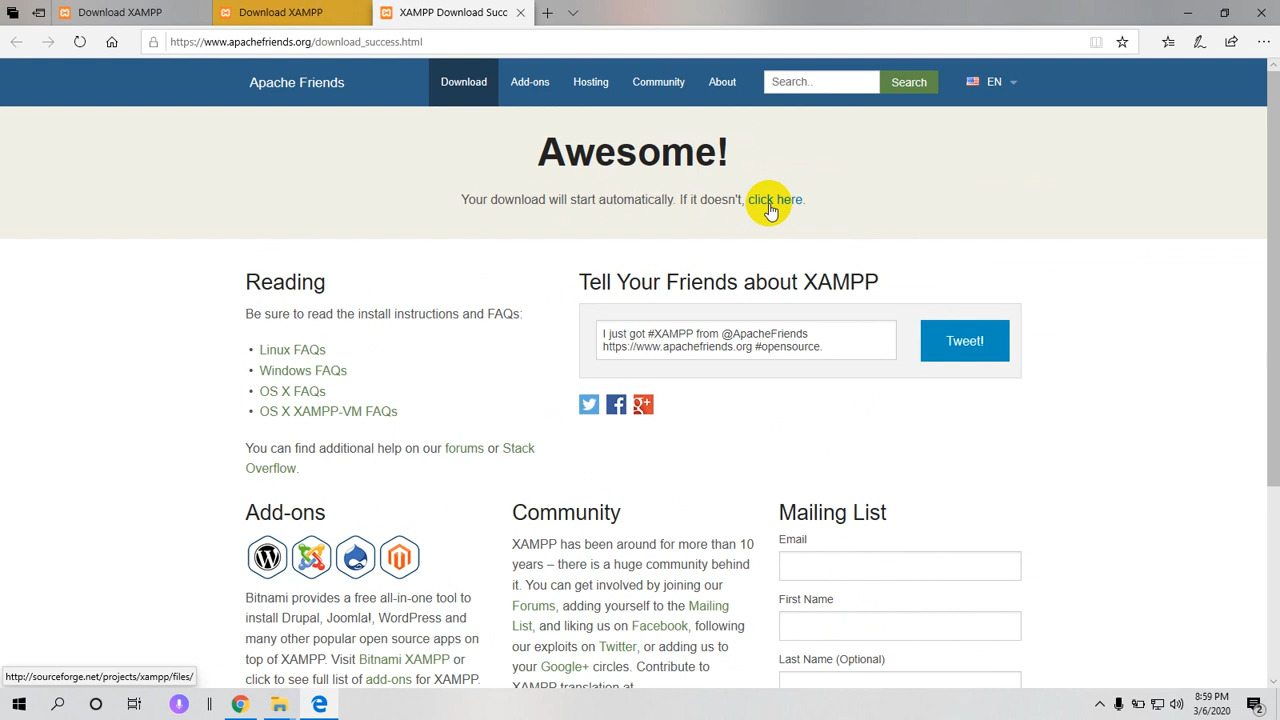 Download XAMPP
Download XAMPP
XAMPP Download Succ
https://www.apachefriends.org/download_success.html
Apache Friends
Download
Add-ons
Hosting
Community
About
Search..
Search
EN
Awesome!
Your download will start automatically. If it doesn't, click here.
Reading
Be sure to read the install instructions and FAQs:
• Linux FAQs
• Windows FAQs
• OS X FAQs
• OS X XAMPP-VM FAQs
You can find additional help on our forums or Stack
Overflow.
Tell Your Friends about XAMPP
I just got #XAMPP from @ApacheFriends
https://www.apachefriends.org #opensource.
Tweet!
Add-ons
Bitnami provides a free all-in-one tool to
install Drupal, Joomla!, WordPress and
many other popular open source apps on
top of XAMPP. Visit Bitnami XAMPP or
click to see full list of add-ons for XAMPP.
Community
XAMPP has been around for more than 10
years – there is a huge community behind
it. You can get involved by joining our
Forums, adding yourself to the Mailing
List, and liking us on Facebook, following
our exploits on Twitter, or adding us to
your Google+ circles. Contribute to
XAMPP translation at
Mailing List
Email
First Name
Last Name (Optional)
http://sourceforge.net/projects/xampp/files/
8:59 PM
3/6/2020
2